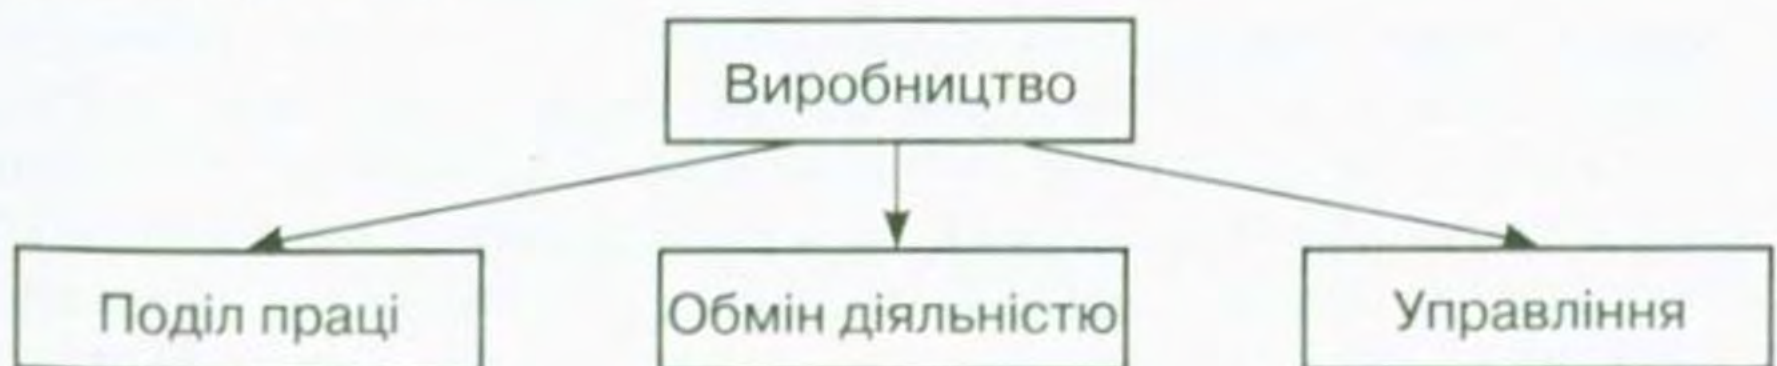 Виробництво
Поділ праці
Обмін діяльністю
Управління